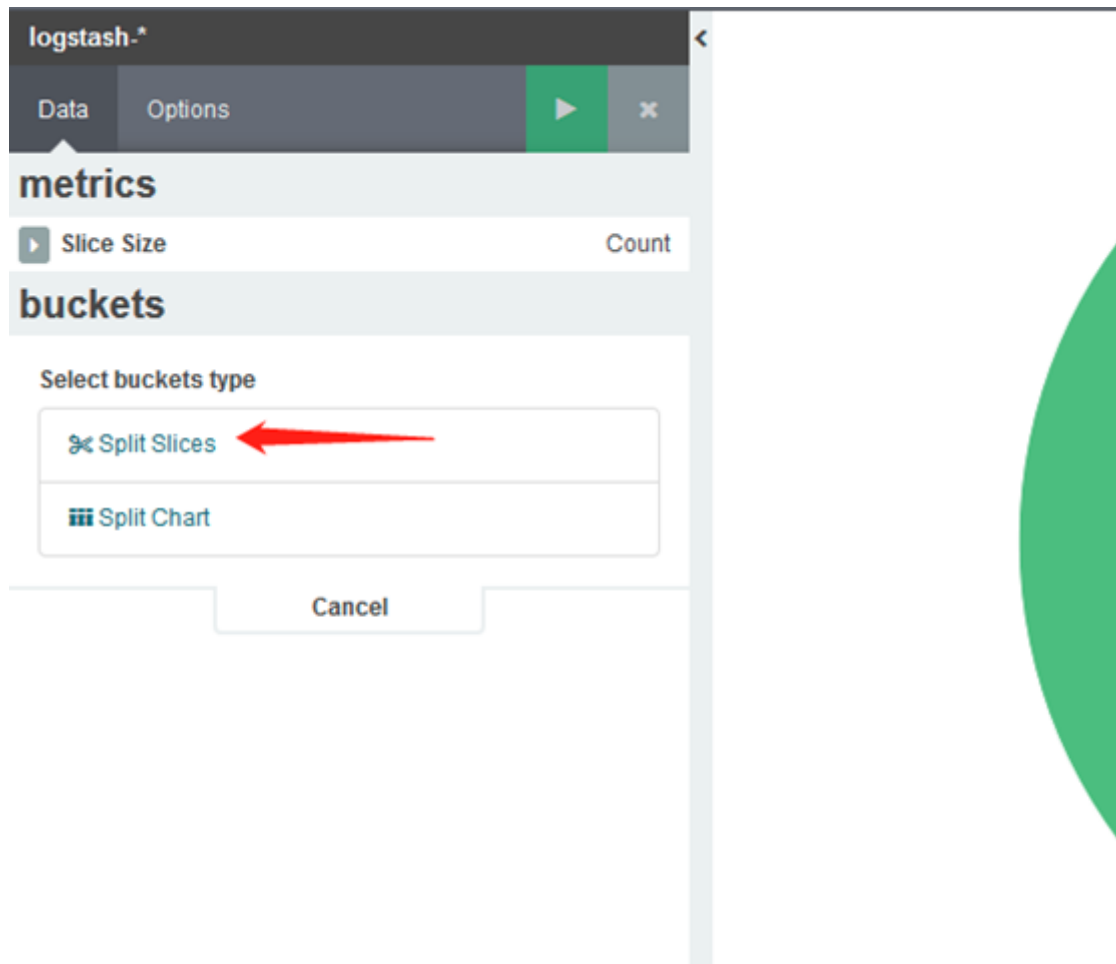 logstash-*
Data Options
metrics
Slice Size Count
buckets
Select buckets type
Split Slices
Split Chart
Cancel